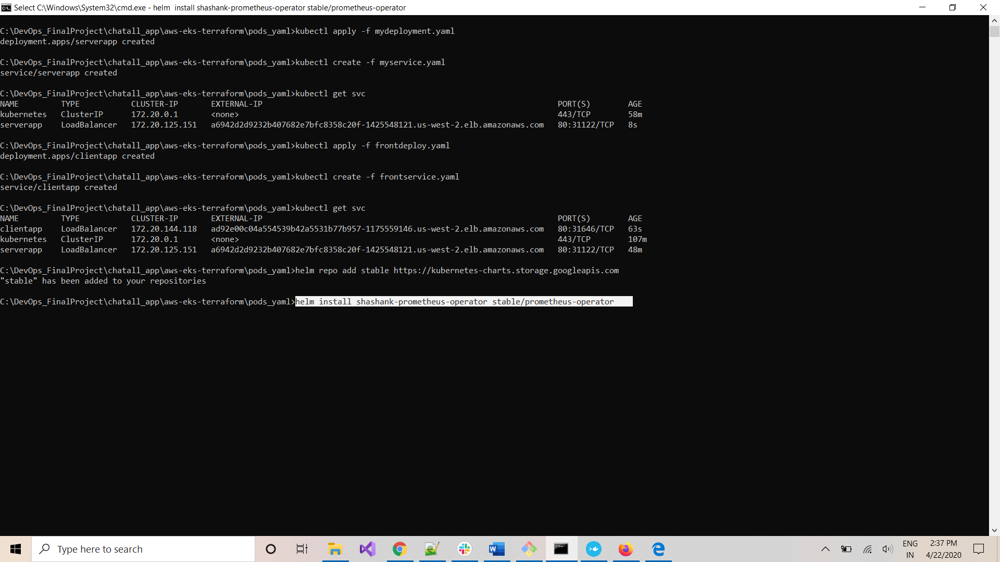 Select C:\Windows\System32\cmd.exe - helm  install shashank-prometheus-operator stable/prometheus-operator
C:\DevOps_FinalProject\chatall_app\aws-eks-terraform\pods_yaml>kubectl apply -f mydeployment.yaml
deployment.apps/serverapp created
C:\DevOps_FinalProject\chatall_app\aws-eks-terraform\pods_yaml>kubectl create -f myservice.yaml
service/serverapp created
C:\DevOps_FinalProject\chatall_app\aws-eks-terraform\pods_yaml>kubectl get svc
NAME         TYPE           CLUSTER-IP       EXTERNAL-IP                                                               PORT(S)        AGE
kubernetes   ClusterIP      172.20.0.1       <none>                                                                    443/TCP        58m
serverapp    LoadBalancer   172.20.125.151   a6942d2d9232b407682e7bfc8358c20f-1425548121.us-west-2.elb.amazonaws.com   80:31122/TCP   8s
C:\DevOps_FinalProject\chatall_app\aws-eks-terraform\pods_yaml>kubectl apply -f frontdeploy.yaml
deployment.apps/clientapp created
C:\DevOps_FinalProject\chatall_app\aws-eks-terraform\pods_yaml>kubectl create -f frontservice.yaml
service/clientapp created
C:\DevOps_FinalProject\chatall_app\aws-eks-terraform\pods_yaml>kubectl get svc
NAME         TYPE           CLUSTER-IP       EXTERNAL-IP                                                               PORT(S)        AGE
clientapp    LoadBalancer   172.20.144.118   ad92e00c04a554539b42a5531b77b957-1175559146.us-west-2.elb.amazonaws.com   80:31646/TCP   63s
kubernetes   ClusterIP      172.20.0.1       <none>                                                                    443/TCP        107m
serverapp    LoadBalancer   172.20.125.151   a6942d2d9232b407682e7bfc8358c20f-1425548121.us-west-2.elb.amazonaws.com   80:31122/TCP   48m
C:\DevOps_FinalProject\chatall_app\aws-eks-terraform\pods_yaml>helm repo add stable https://kubernetes-charts.storage.googleapis.com
"stable" has been added to your repositories
C:\DevOps_FinalProject\chatall_app\aws-eks-terraform\pods_yaml>helm install shashank-prometheus-operator stable/prometheus-operator
Type here to search
ENG
IN
2:37 PM
4/22/2020